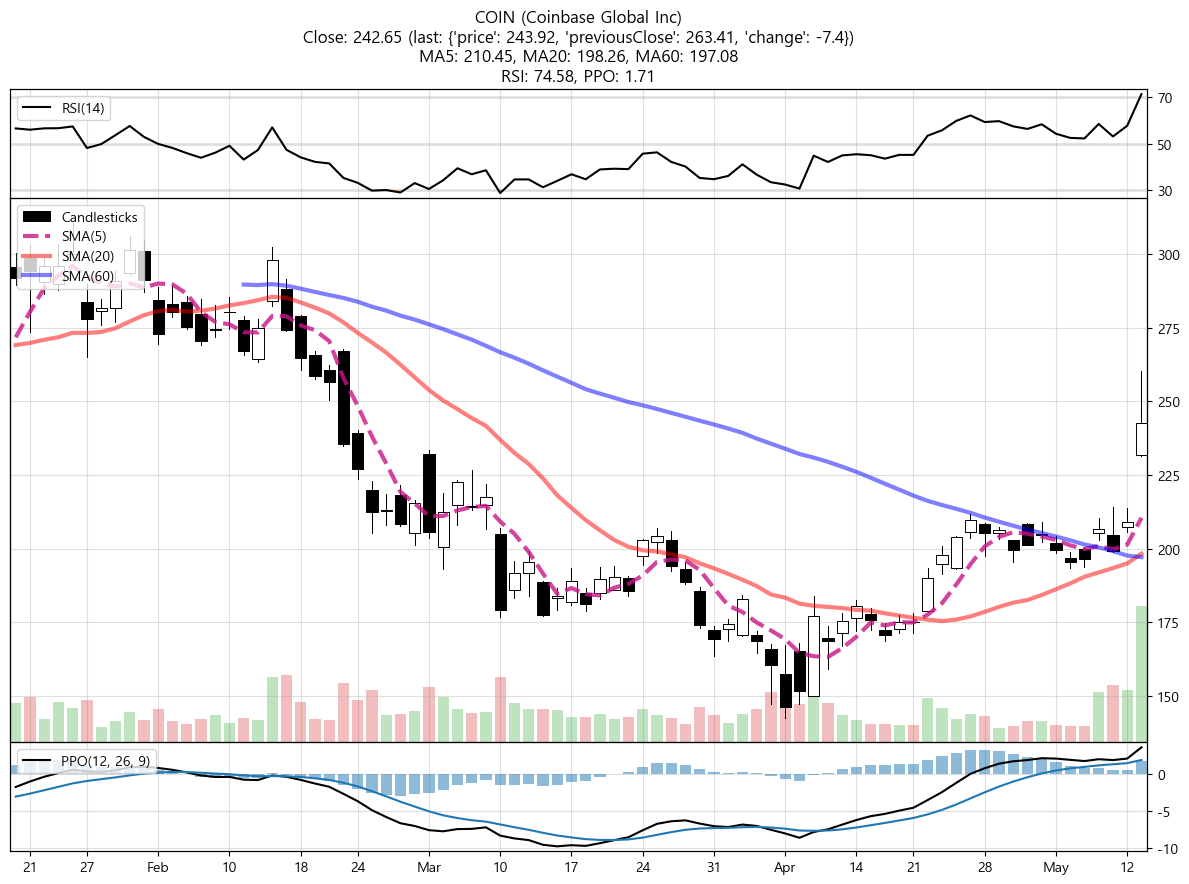 COIN (Coinbase Global Inc)
Close: 242.65 (last: {'price': 243.92, 'previousClose': 263.41, 'change': -7.4})
MA5: 210.45, MA20: 198.26, MA60: 197.08
RSI: 74.58, PPO: 1.71
RSI(14)
70
50
30
Candlesticks
SMA(5)
SMA(20)
SMA(60)
300
275
250
225
200
175
150
PPO(12, 26, 9)
0
-5
-10
21 27 Feb 10 18 24 Mar 10 17 24 31 Apr 14 21 28 May 12